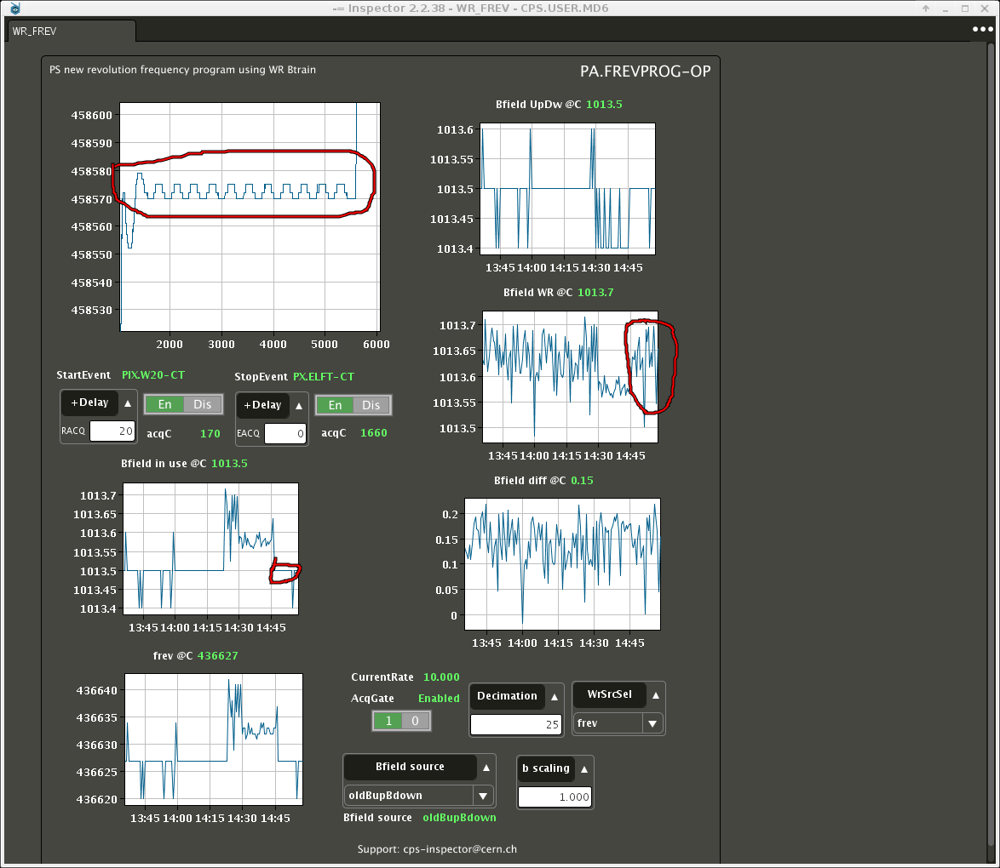 -= Inspector 2.2.38 - WR_FREV - CPS.USER.MD6
WR_FREV
PS new revolution frequency program using WR Btrain
PA.FREVPROG-OP
458600
458590
458580
458570
458560
458550
458540
458530
2000 3000 4000 5000 6000
Bfield UpDw @C 1013.5
1013.6
1013.55
1013.5
1013.45
1013.4
13:45 14:00 14:15 14:30 14:45
Bfield WR @C 1013.7
1013.7
1013.65
1013.6
1013.55
1013.5
13:45 14:00 14:15 14:30 14:45
StartEvent PIX.W20-CT
StopEvent PX.ELFT-CT
+Delay
En Dis
RACQ 20
acqC 170
+Delay
En Dis
EACQ 0
acqC 1660
Bfield in use @C 1013.5
1013.7
1013.65
1013.6
1013.55
1013.5
1013.45
1013.4
13:45 14:00 14:15 14:30 14:45
Bfield diff @C 0.15
0.2
0.15
0.1
0.05
0
13:45 14:00 14:15 14:30 14:45
frev @C 436627
436640
436635
436630
436625
436620
13:45 14:00 14:15 14:30 14:45
CurrentRate 10.000
AcqGate Enabled
1 0
Decimation
25
WrSrcSel
frev
Bfield source
oldBupBdown
Bfield source oldBupBdown
b scaling
1.000
Support: cps-inspector@cern.ch